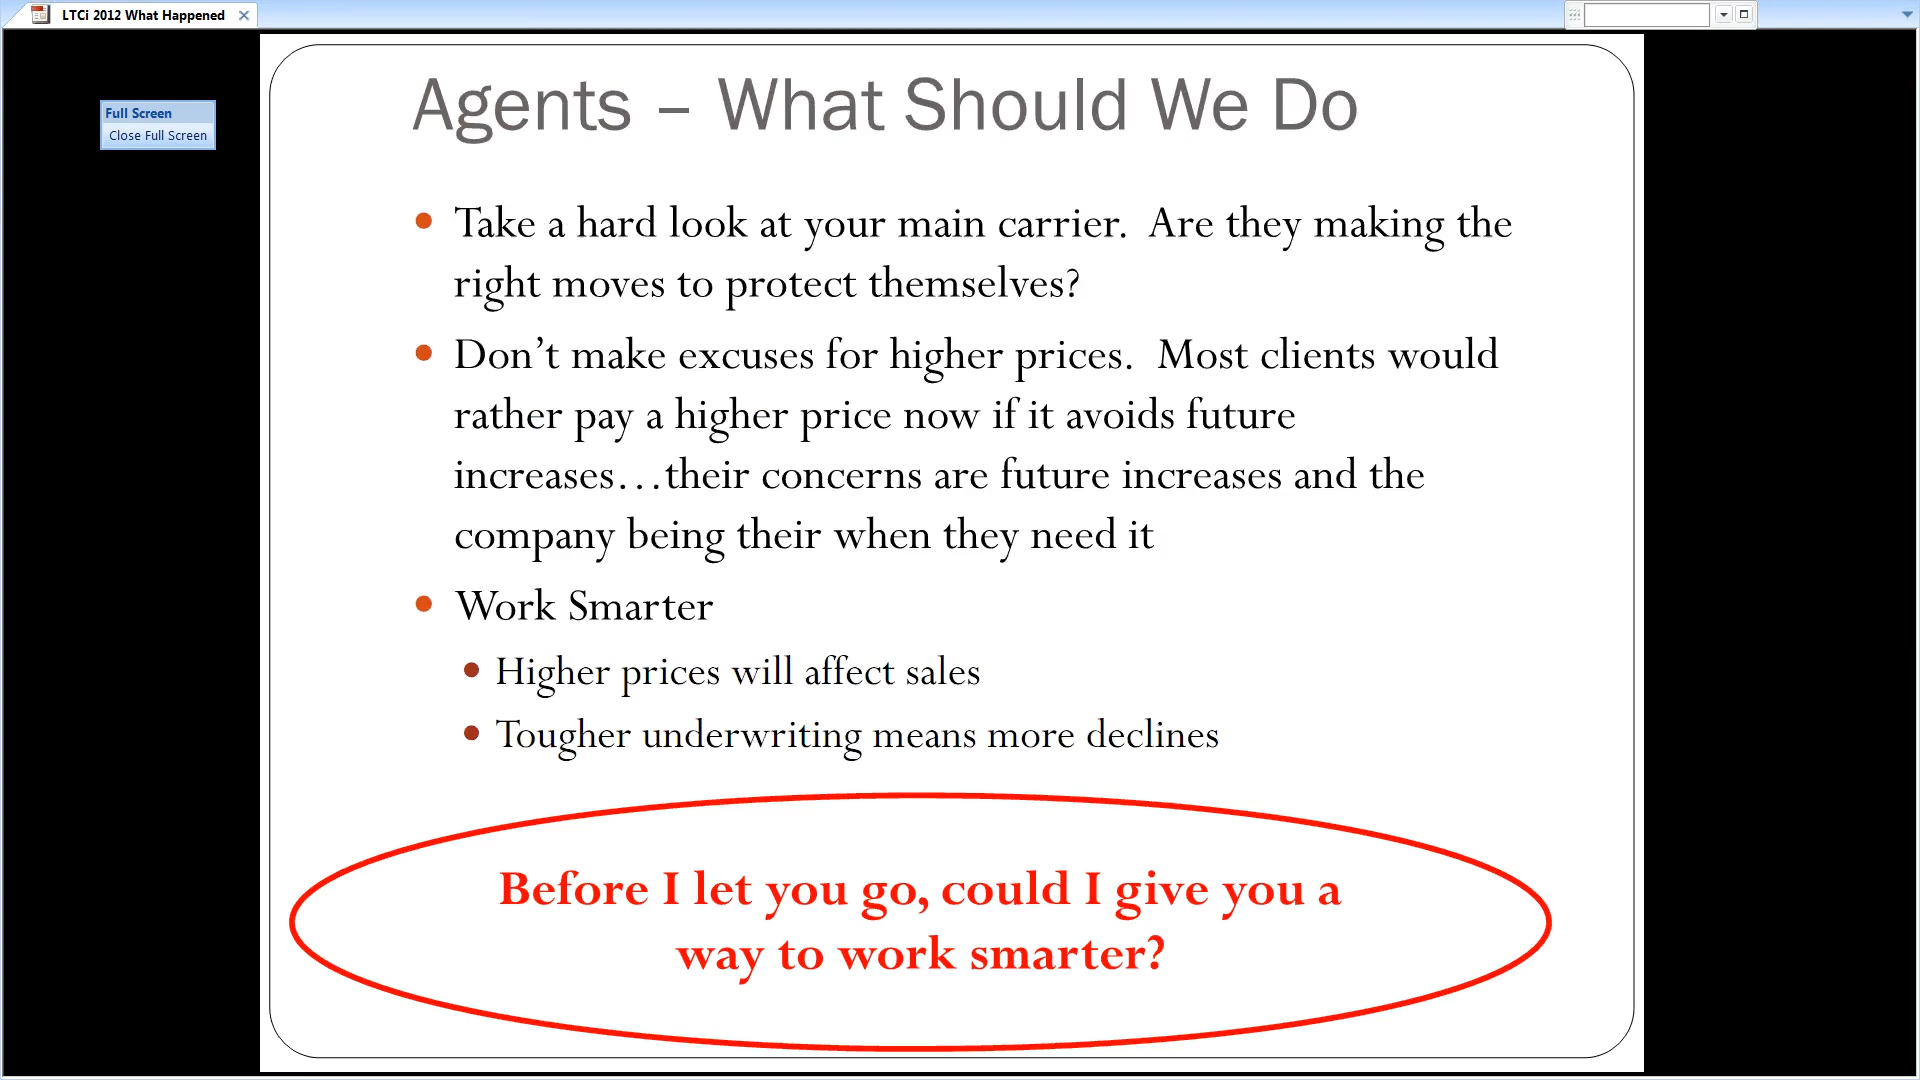 LTCi 2012 What Happened
Full Screen
Close Full Screen
Agents – What Should We Do
Take a hard look at your main carrier.  Are they making the
right moves to protect themselves?
Don’t make excuses for higher prices.  Most clients would
rather pay a higher price now if it avoids future
increases…their concerns are future increases and the
company being their when they need it
Work Smarter
Higher prices will affect sales
Tougher underwriting means more declines
Before I let you go, could I give you a
way to work smarter?